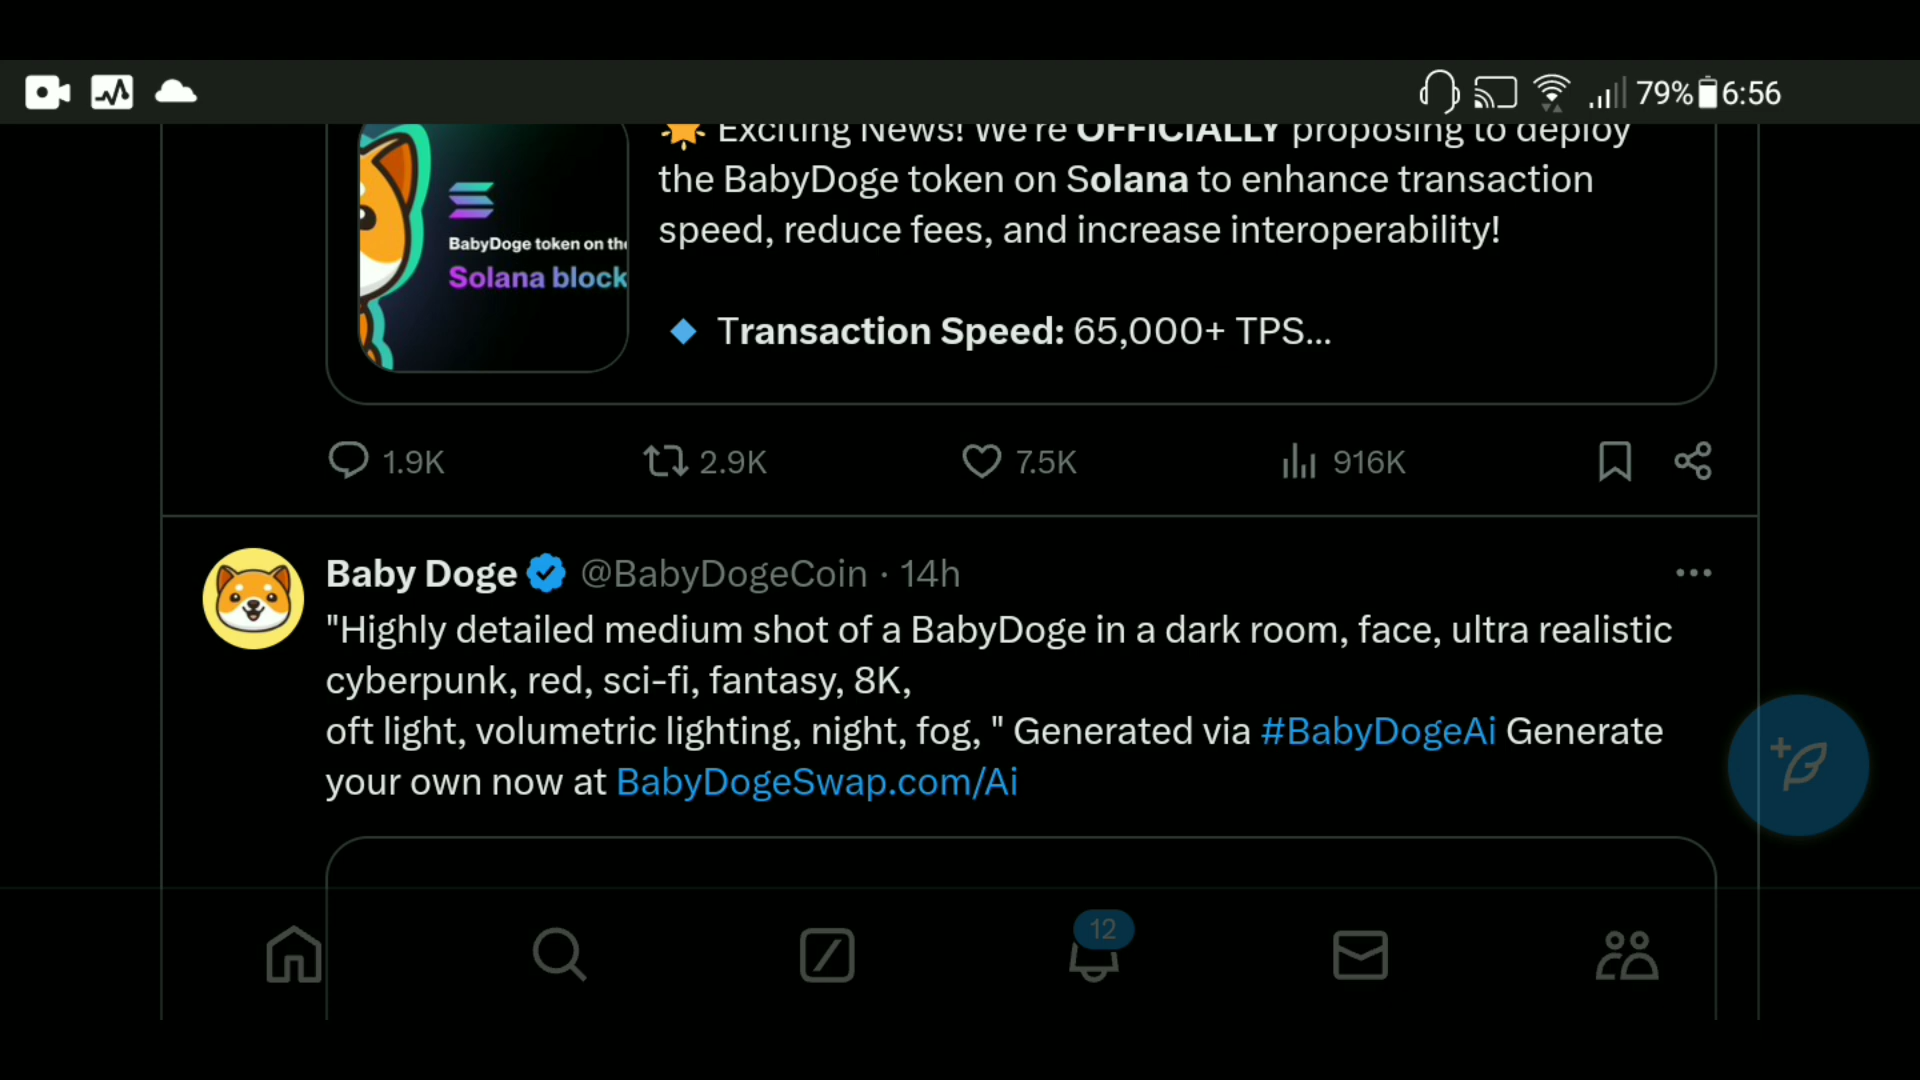 79% 6:56
Exciting News! We're OFFICIALLY proposing to deploy
the BabyDoge token on Solana to enhance transaction
speed, reduce fees, and increase interoperability!
BabyDoge token on the
Solana block
Transaction Speed: 65,000+ TPS...
1.9K 2.9K 7.5K 916K
Baby Doge @BabyDogeCoin · 14h
"Highly detailed medium shot of a BabyDoge in a dark room, face, ultra realistic
cyberpunk, red, sci-fi, fantasy, 8K,
oft light, volumetric lighting, night, fog, " Generated via #BabyDogeAi Generate
your own now at BabyDogeSwap.com/Ai
12